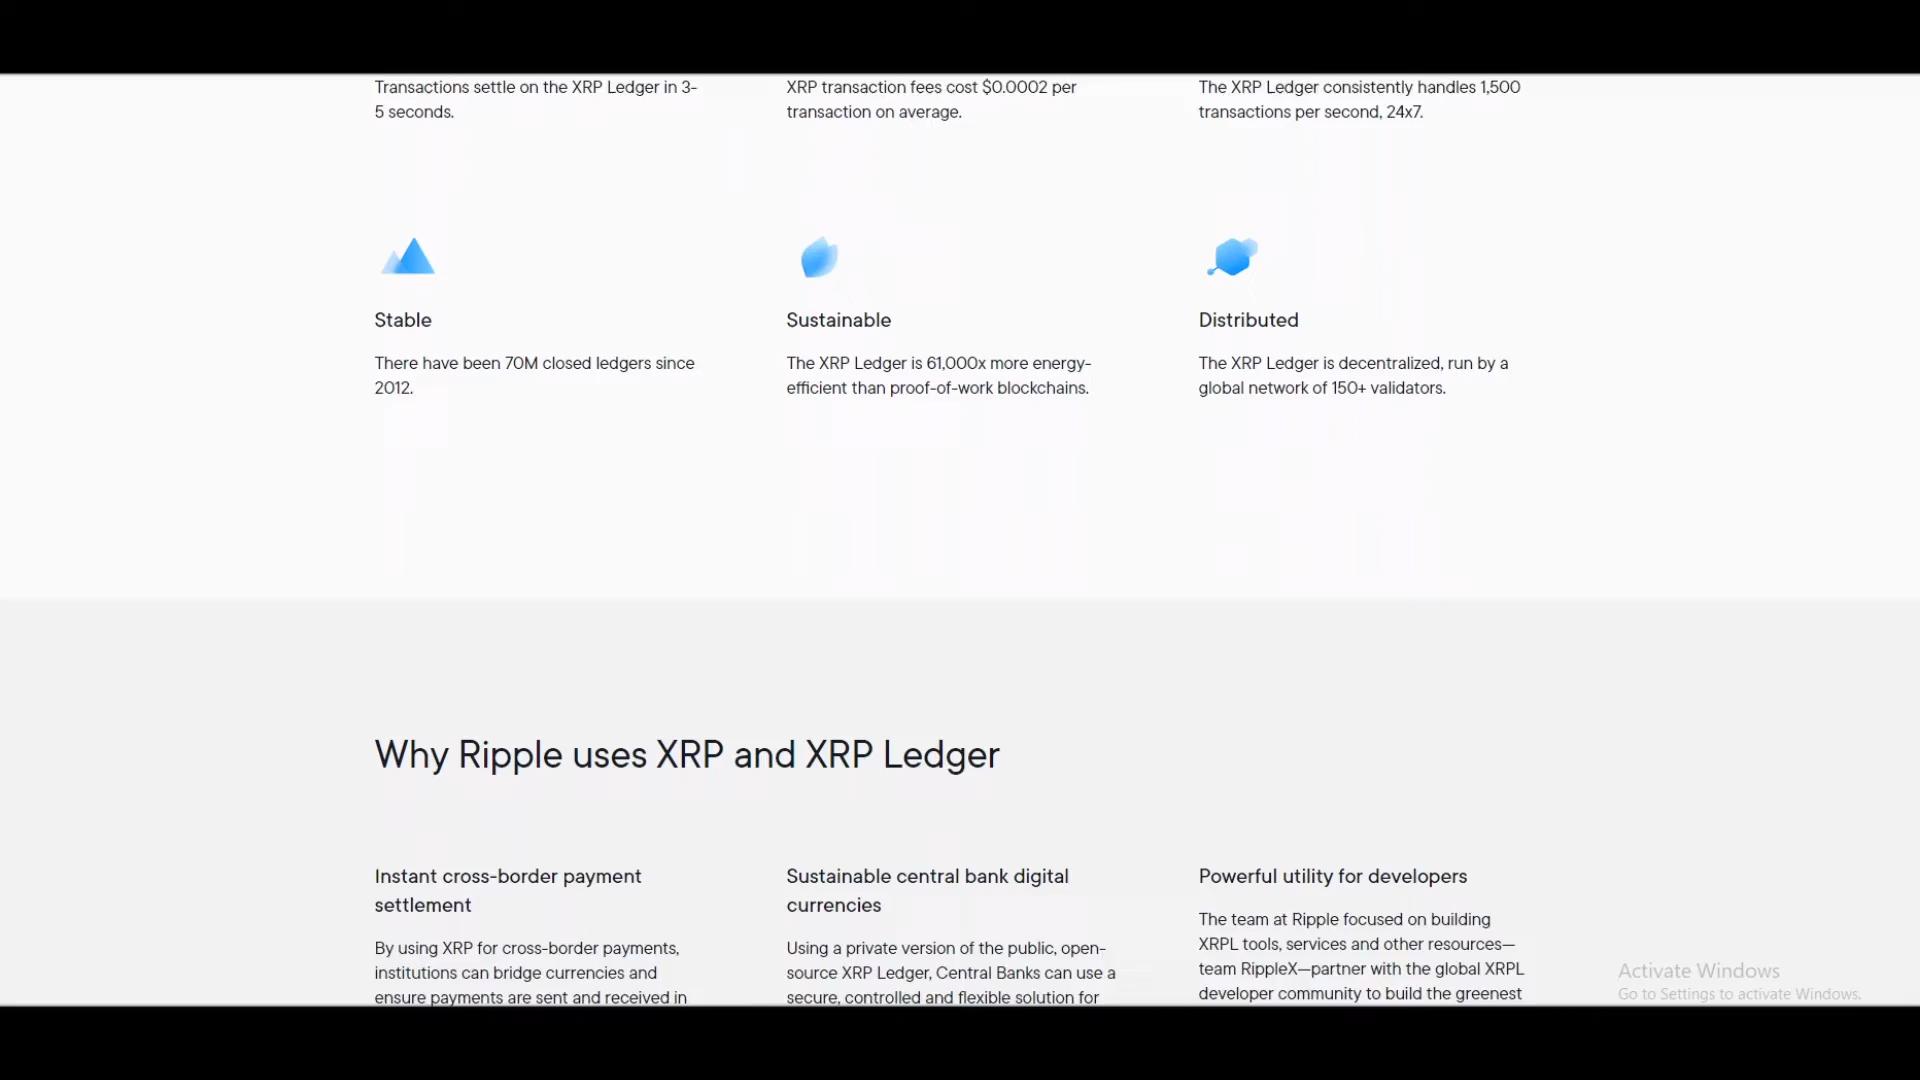 Transactions settle on the XRP Ledger in 3-
5 seconds.
XRP transaction fees cost $0.0002 per
transaction on average.
The XRP Ledger consistently handles 1,500
transactions per second, 24x7.
Stable
There have been 70M closed ledgers since
2012.
Sustainable
The XRP Ledger is 61,000x more energy-
efficient than proof-of-work blockchains.
Distributed
The XRP Ledger is decentralized, run by a
global network of 150+ validators.
Why Ripple uses XRP and XRP Ledger
Instant cross-border payment
settlement
By using XRP for cross-border payments,
institutions can bridge currencies and
ensure payments are sent and received in
Sustainable central bank digital
currencies
Using a private version of the public, open-
source XRP Ledger, Central Banks can use a
secure, controlled and flexible solution for
Powerful utility for developers
The team at Ripple focused on building
XRPL tools, services and other resources—
team RippleX—partner with the global XRPL
developer community to build the greenest
Activate Windows
Go to Settings to activate Windows.